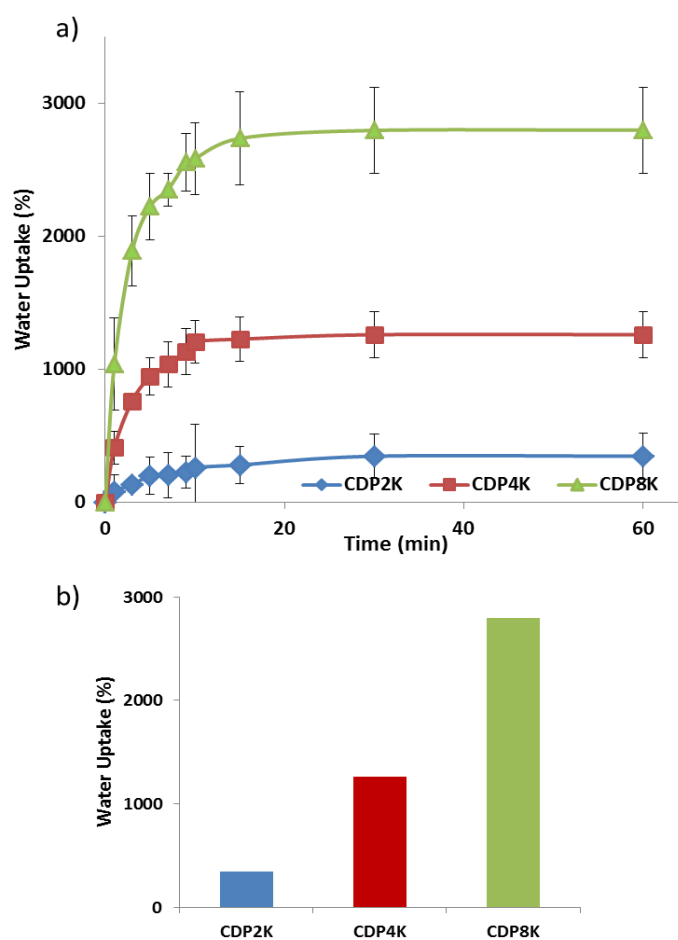 a)
3000
2000
1000
0
Water Uptake (%)
CDP2K CDP4K CDP8K
0 20 40 60
Time (min)
b)
3000
2000
1000
0
Water Uptake (%)
CDP2K CDP4K CDP8K